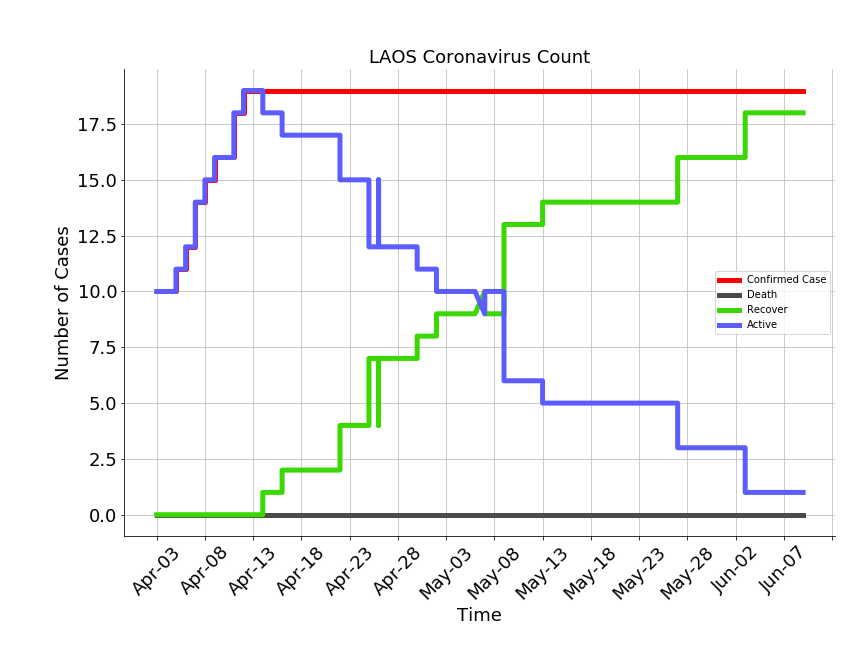 LAOS Coronavirus Count
Number of Cases
17.5
15.0
12.5
10.0
7.5
5.0
2.5
0.0
Confirmed Case
Death
Recover
Active
Apr-03
Apr-08
Apr-13
Apr-18
Apr-23
Apr-28
May-03
May-08
May-13
May-18
May-23
May-28
Jun-02
Jun-07
Time